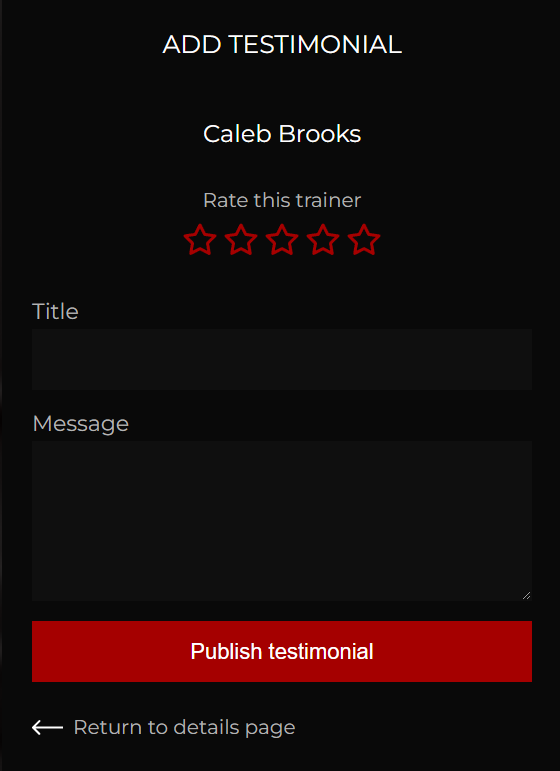 ADD TESTIMONIAL
Caleb Brooks
Rate this trainer
Title
Message
Publish testimonial
Return to details page